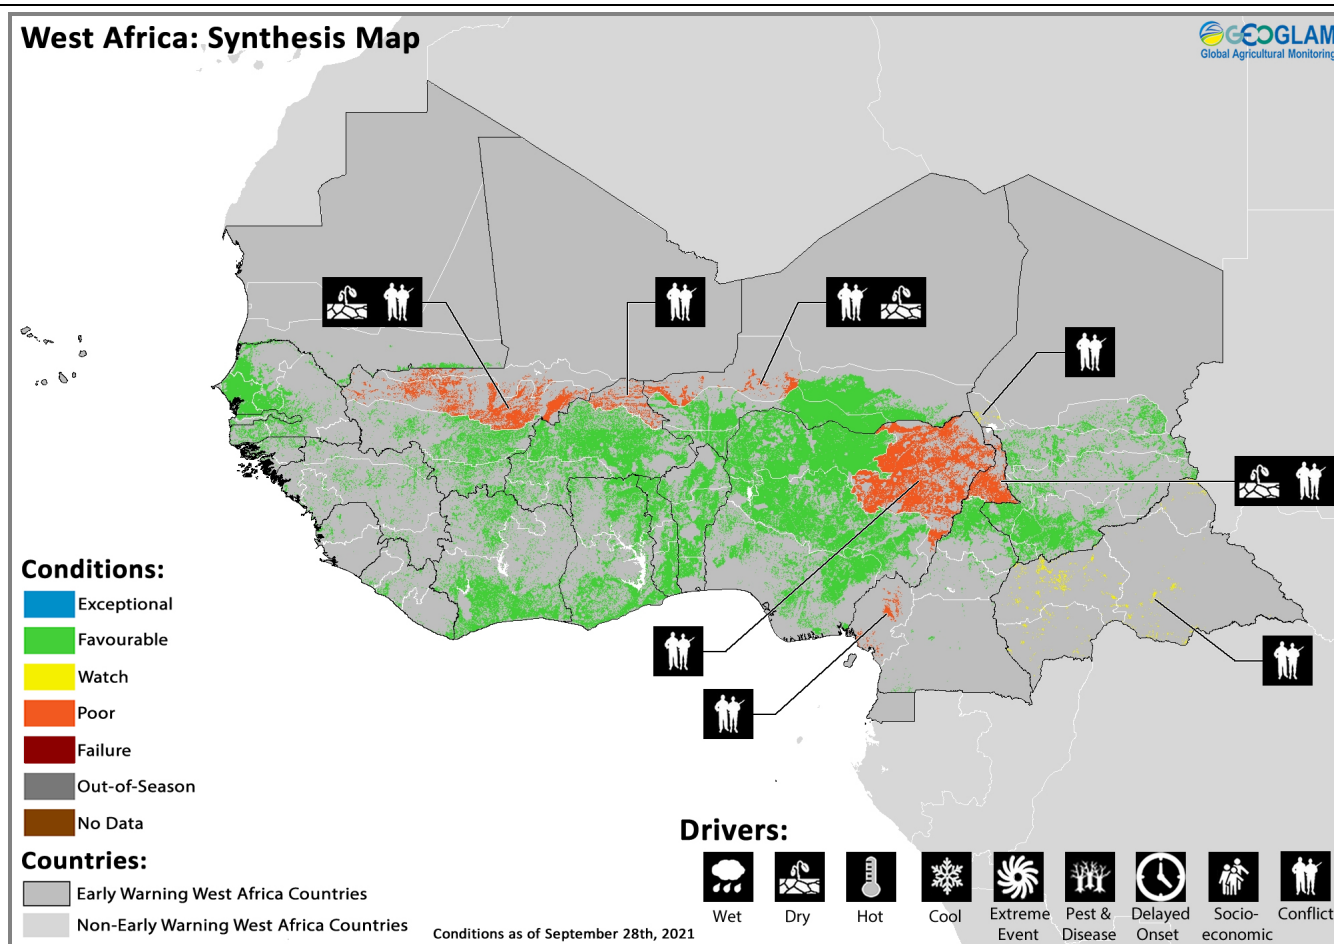 West Africa: Synthesis Map
GEOGLAM
Global Agricultural Monitoring
Conditions:
Exceptional
Favourable
Watch
Poor
Failure
Out-of-Season
No Data
Countries:
Early Warning West Africa Countries
Non-Early Warning West Africa Countries
Conditions as of September 28th, 2021
Drivers:
Wet
Dry
Hot
Cool
Extreme
Event
Pest &
Disease
Delayed
Onset
Socio-
economic
Conflict